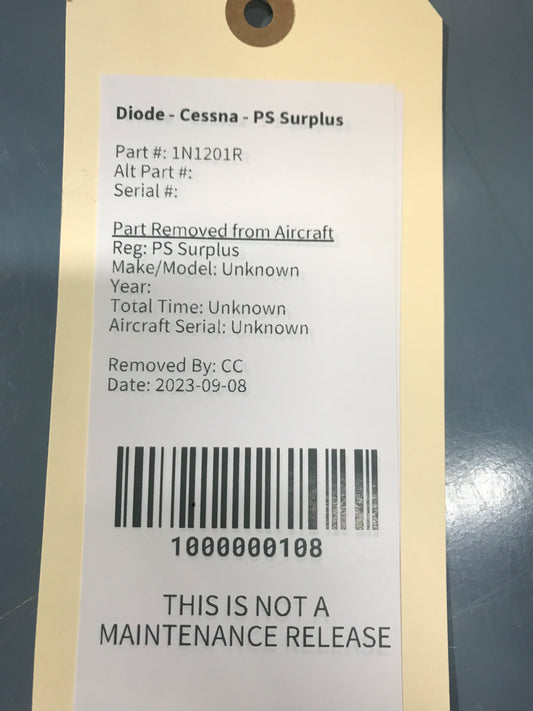 Diode - Cessna - PS Surplus
Part #: 1N1201R
Alt Part #:
Serial #:
Part Removed from Aircraft
Reg: PS Surplus
Make/Model: Unknown
Year:
Total Time: Unknown
Aircraft Serial: Unknown
Removed By: CC
Date: 2023-09-08
1000000108
THIS IS NOT A
MAINTENANCE RELEASE